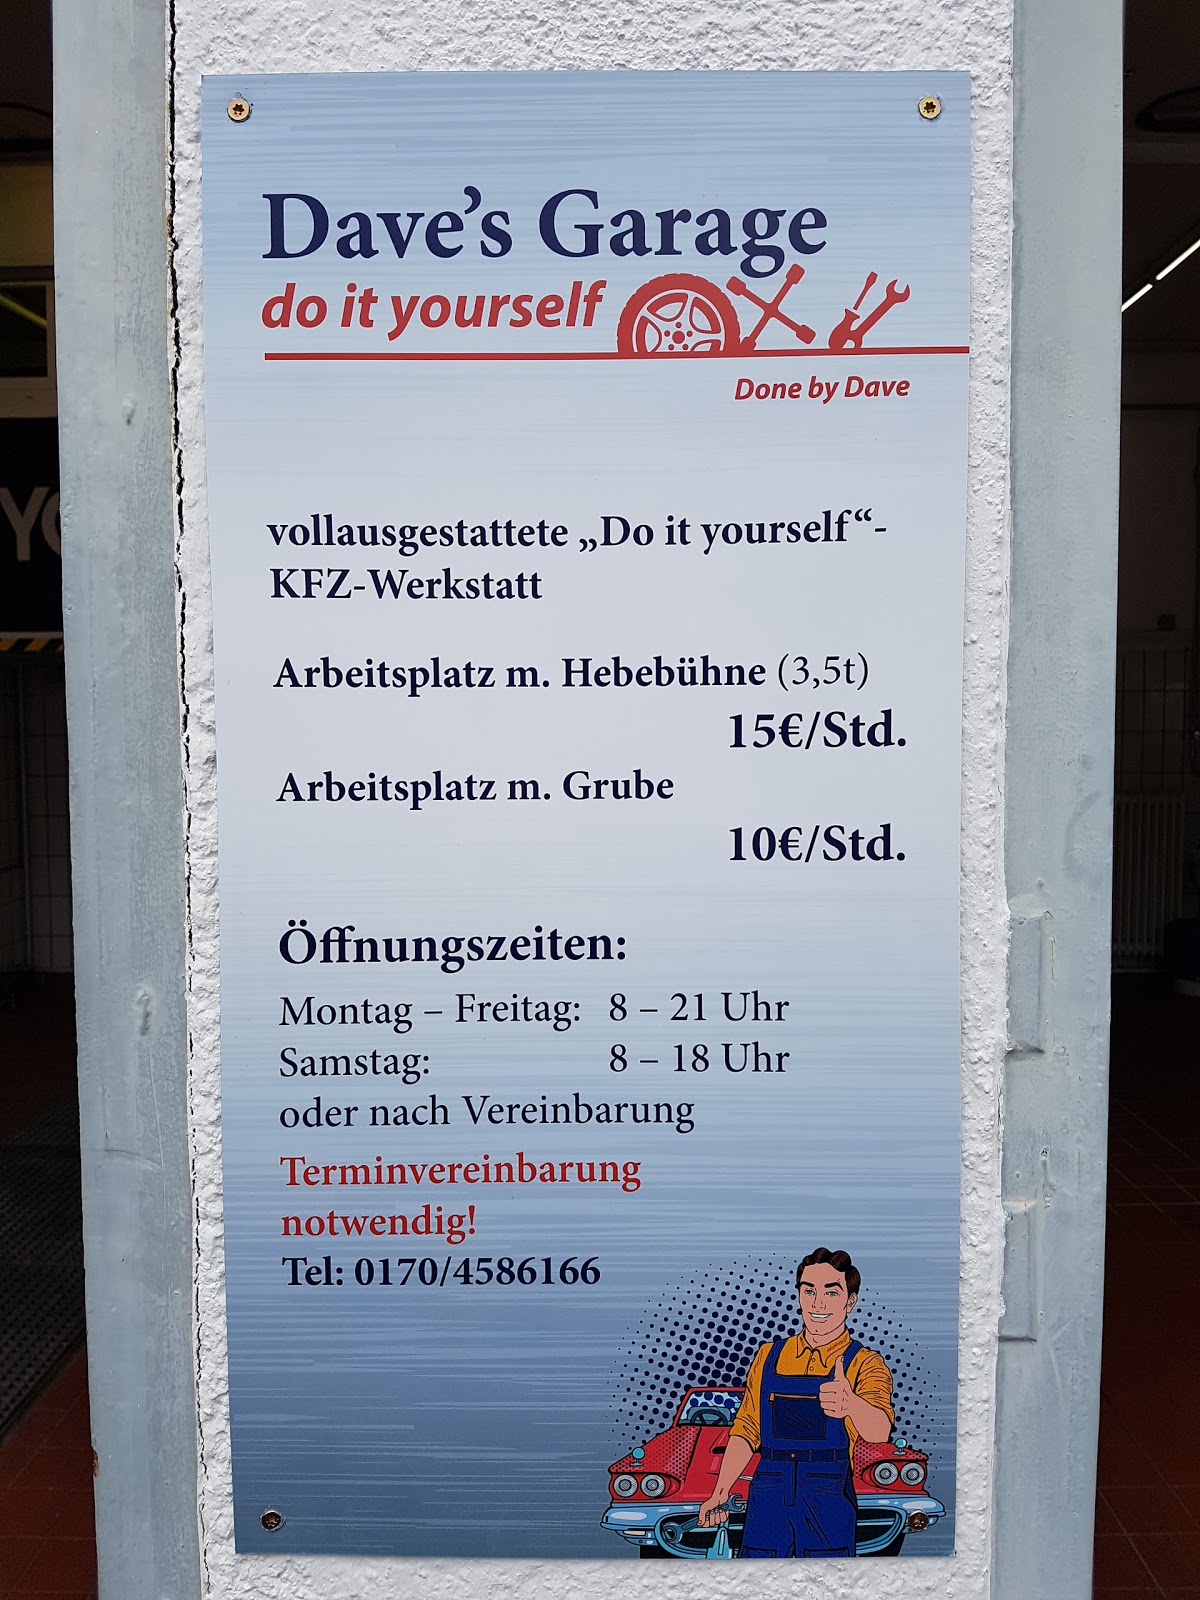 Dave's Garage
do it yourself
Done by Dave
vollausgestattete „Do it yourself“-
KFZ-Werkstatt
Arbeitsplatz m. Hebebühne (3,5t)
15€/Std.
Arbeitsplatz m. Grube
10€/Std.
Öffnungszeiten:
Montag – Freitag: 8 – 21 Uhr
Samstag: 8 – 18 Uhr
oder nach Vereinbarung
Terminvereinbarung
notwendig!
Tel: 0170/4586166